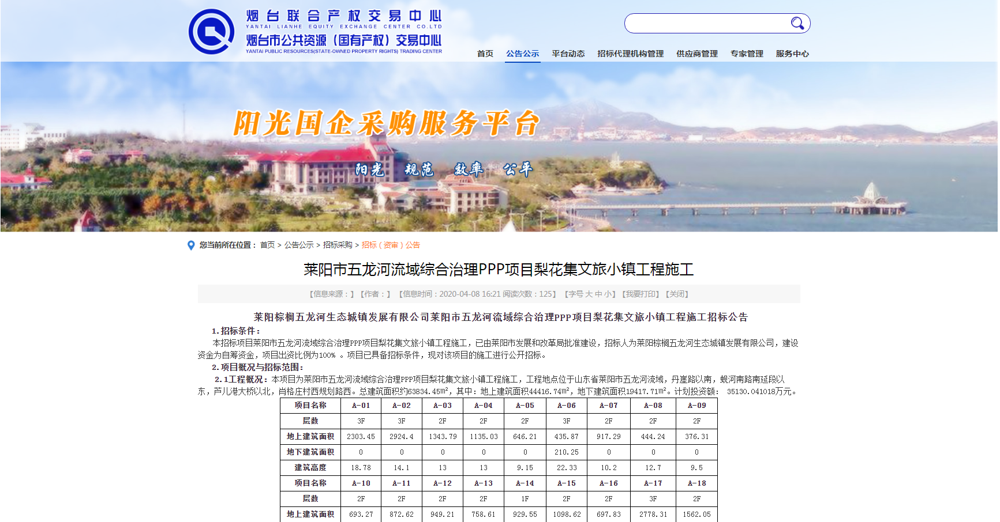 烟台联合产权交易中心
YANTAI LIANHE EQUITY EXCHANGE CENTER CO.LTD
烟台市公共资源（国有产权）交易中心
YANTAI PUBLIC RESOURCES(STATE-OWNED PROPERTY RIGHTS) TRADING CENTER
首页 公告公示 平台动态 招标代理机构管理 供应商管理 专家管理 服务中心
阳光国企采购服务平台
阳光 规范 效率 公平
您当前所在位置： 首页 > 公告公示 > 招标采购 > 招标（资审）公告
莱阳市五龙河流域综合治理PPP项目梨花集文旅小镇工程施工
【信息来源：】【作者：】 【信息时间：2020-04-08 16:21 阅读次数：125】 【字号 大 中 小】【我要打印】【关闭】
莱阳棕榈五龙河生态城镇发展有限公司莱阳市五龙河流域综合治理PPP项目梨花集文旅小镇工程施工招标公告
1.招标条件：
本招标项目莱阳市五龙河流域综合治理PPP项目梨花集文旅小镇工程施工，已由莱阳市发展和改革局批准建设，招标人为莱阳棕榈五龙河生态城镇发展有限公司，建设
资金为自筹资金，项目出资比例为100% 。项目已具备招标条件，现对该项目的施工进行公开招标。
2.项目概况与招标范围：
2.1工程概况：本项目为莱阳市五龙河流域综合治理PPP项目梨花集文旅小镇工程施工，工程地点位于山东省莱阳市五龙河流域，丹崖路以南，蚬河南路南延段以
东，芦儿港大桥以北，肖格庄村西规划路西。总建筑面积约63834.45㎡，其中：地上建筑面积44416.74㎡，地下建筑面积19417.71㎡。计划投资额： 35130.041018万元。
项目名称 A-01 A-02 A-03 A-04 A-05 A-06 A-07 A-08 A-09
层数 3F 3F 2F 2F 2F 3F 2F 2F 2F
地上建筑面积 2303.45 2924.4 1343.79 1135.03 646.21 435.87 917.29 444.24 376.31
地下建筑面积 0 0 0 0 0 210.25 0 0 0
建筑高度 18.78 14.1 13 13 9.15 22.33 10.2 12.7 9.5
项目名称 A-10 A-11 A-12 A-13 A-14 A-15 A-16 A-17 A-18
层数 2F 2F 2F 2F 1F 2F 2F 3F 2F
地上建筑面积 693.27 872.62 949.21 758.61 929.55 1098.62 697.83 2778.31 1562.05